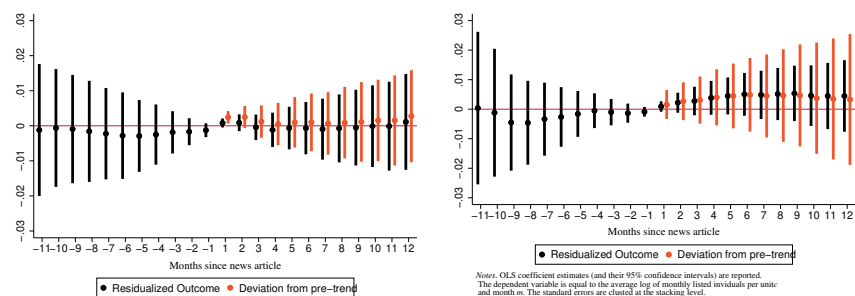 .03
.02
.01
0
-.01
-.02
-.03
-11 -10 -9 -8 -7 -6 -5 -4 -3 -2 -1 1 2 3 4 5 6 7 8 9 10 11 12
Months since news article
Residualized Outcome Deviation from pre-trend
.03
.02
.01
0
-.01
-.02
-.03
-11 -10 -9 -8 -7 -6 -5 -4 -3 -2 -1 1 2 3 4 5 6 7 8 9 10 11 12
Months since news article
Residualized Outcome Deviation from pre-trend
Notes. OLS coefficient estimates (and their 95% confidence intervals) are reported.
The dependent variable is equal to the average log of monthly listed inviduals per unitc
and month m. The standard errors are clustered at the stacking level.